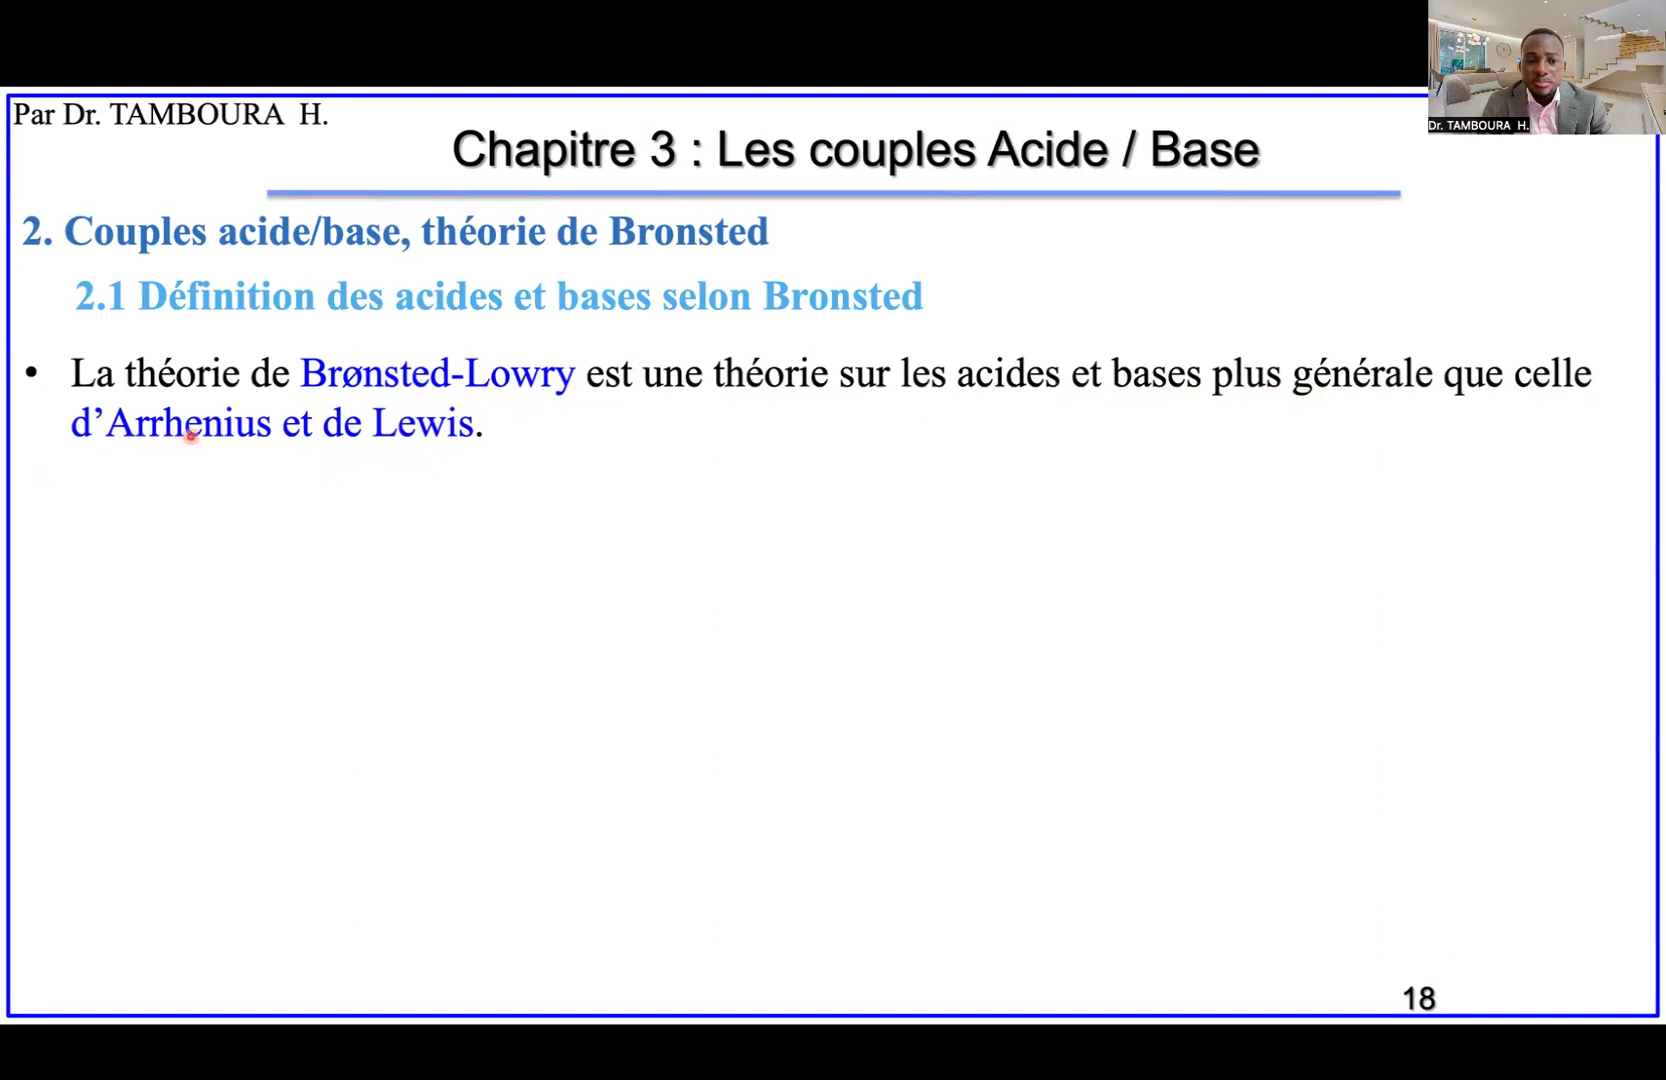 Par Dr. TAMBOURA H.
Dr. TAMBOURA H.
Chapitre 3 : Les couples Acide / Base
2. Couples acide/base, théorie de Bronsted
2.1 Définition des acides et bases selon Bronsted
• La théorie de Brønsted-Lowry est une théorie sur les acides et bases plus générale que celle
d’Arrhenius et de Lewis.
18